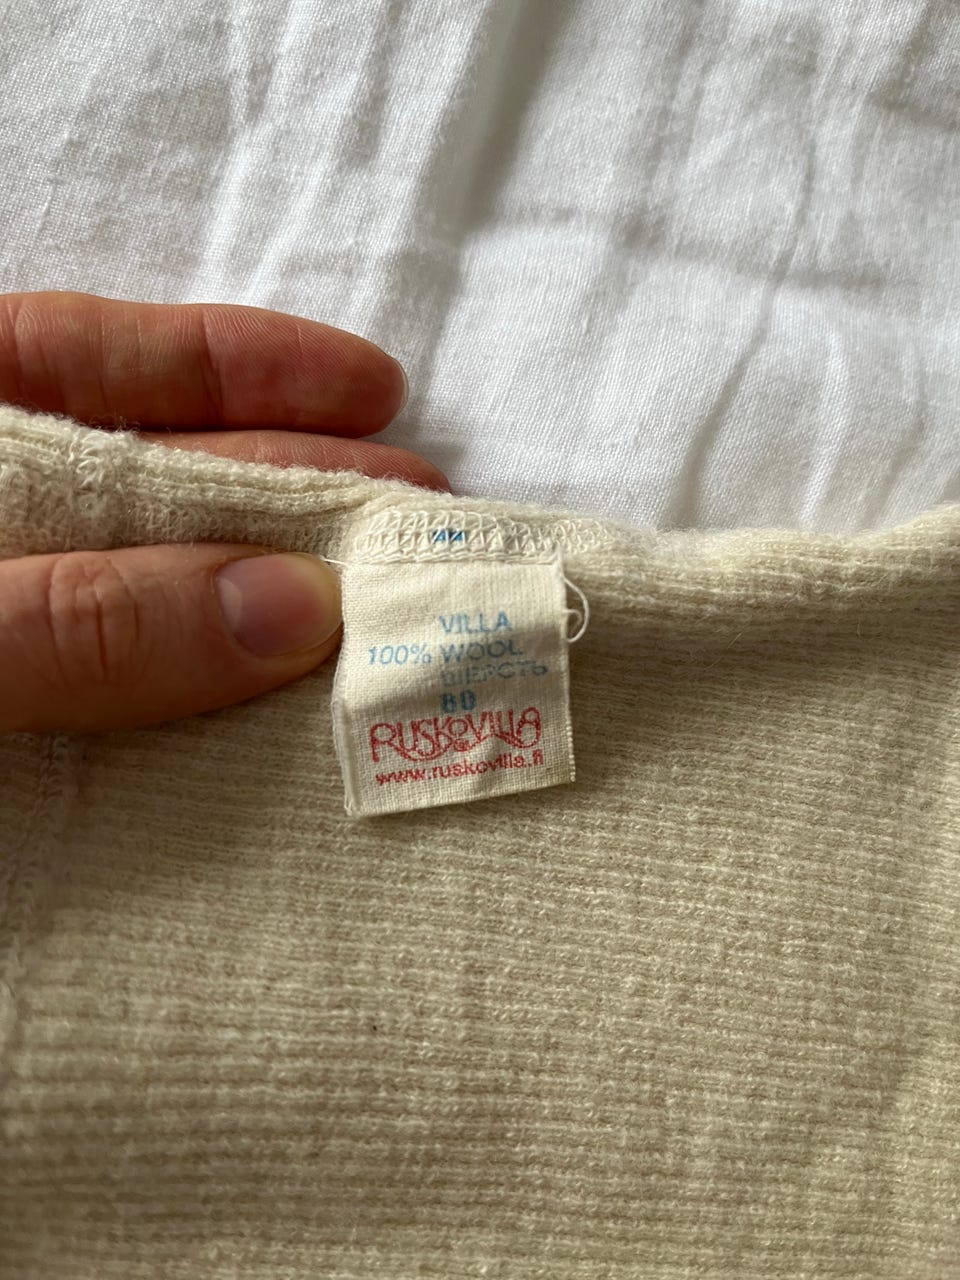 VILLA
100% WOOL
ШЕРСТЬ
80
RUSKOVILLA
www.ruskovilla.fi